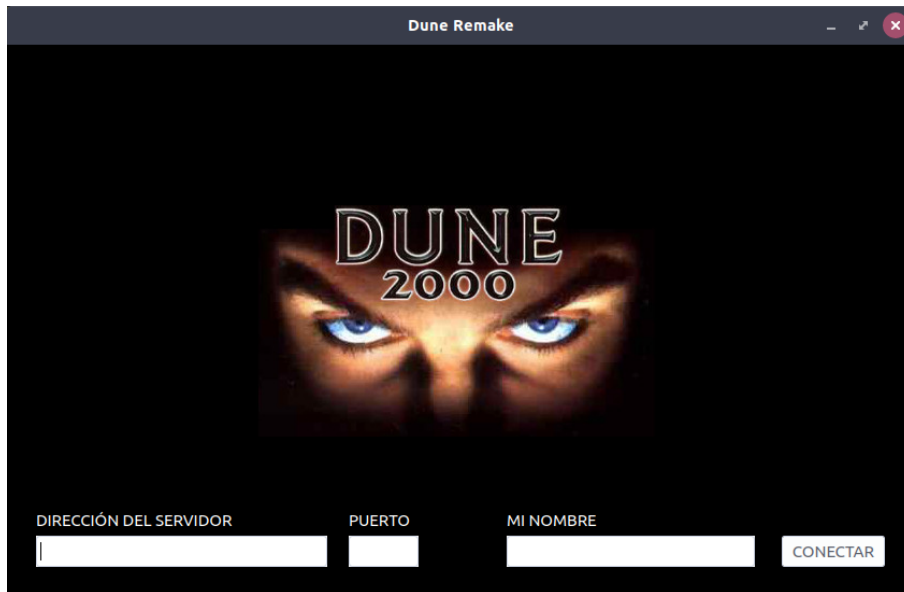 Dune Remake
DUNE
2000
DIRECCIÓN DEL SERVIDOR
PUERTO
MI NOMBRE
CONECTAR